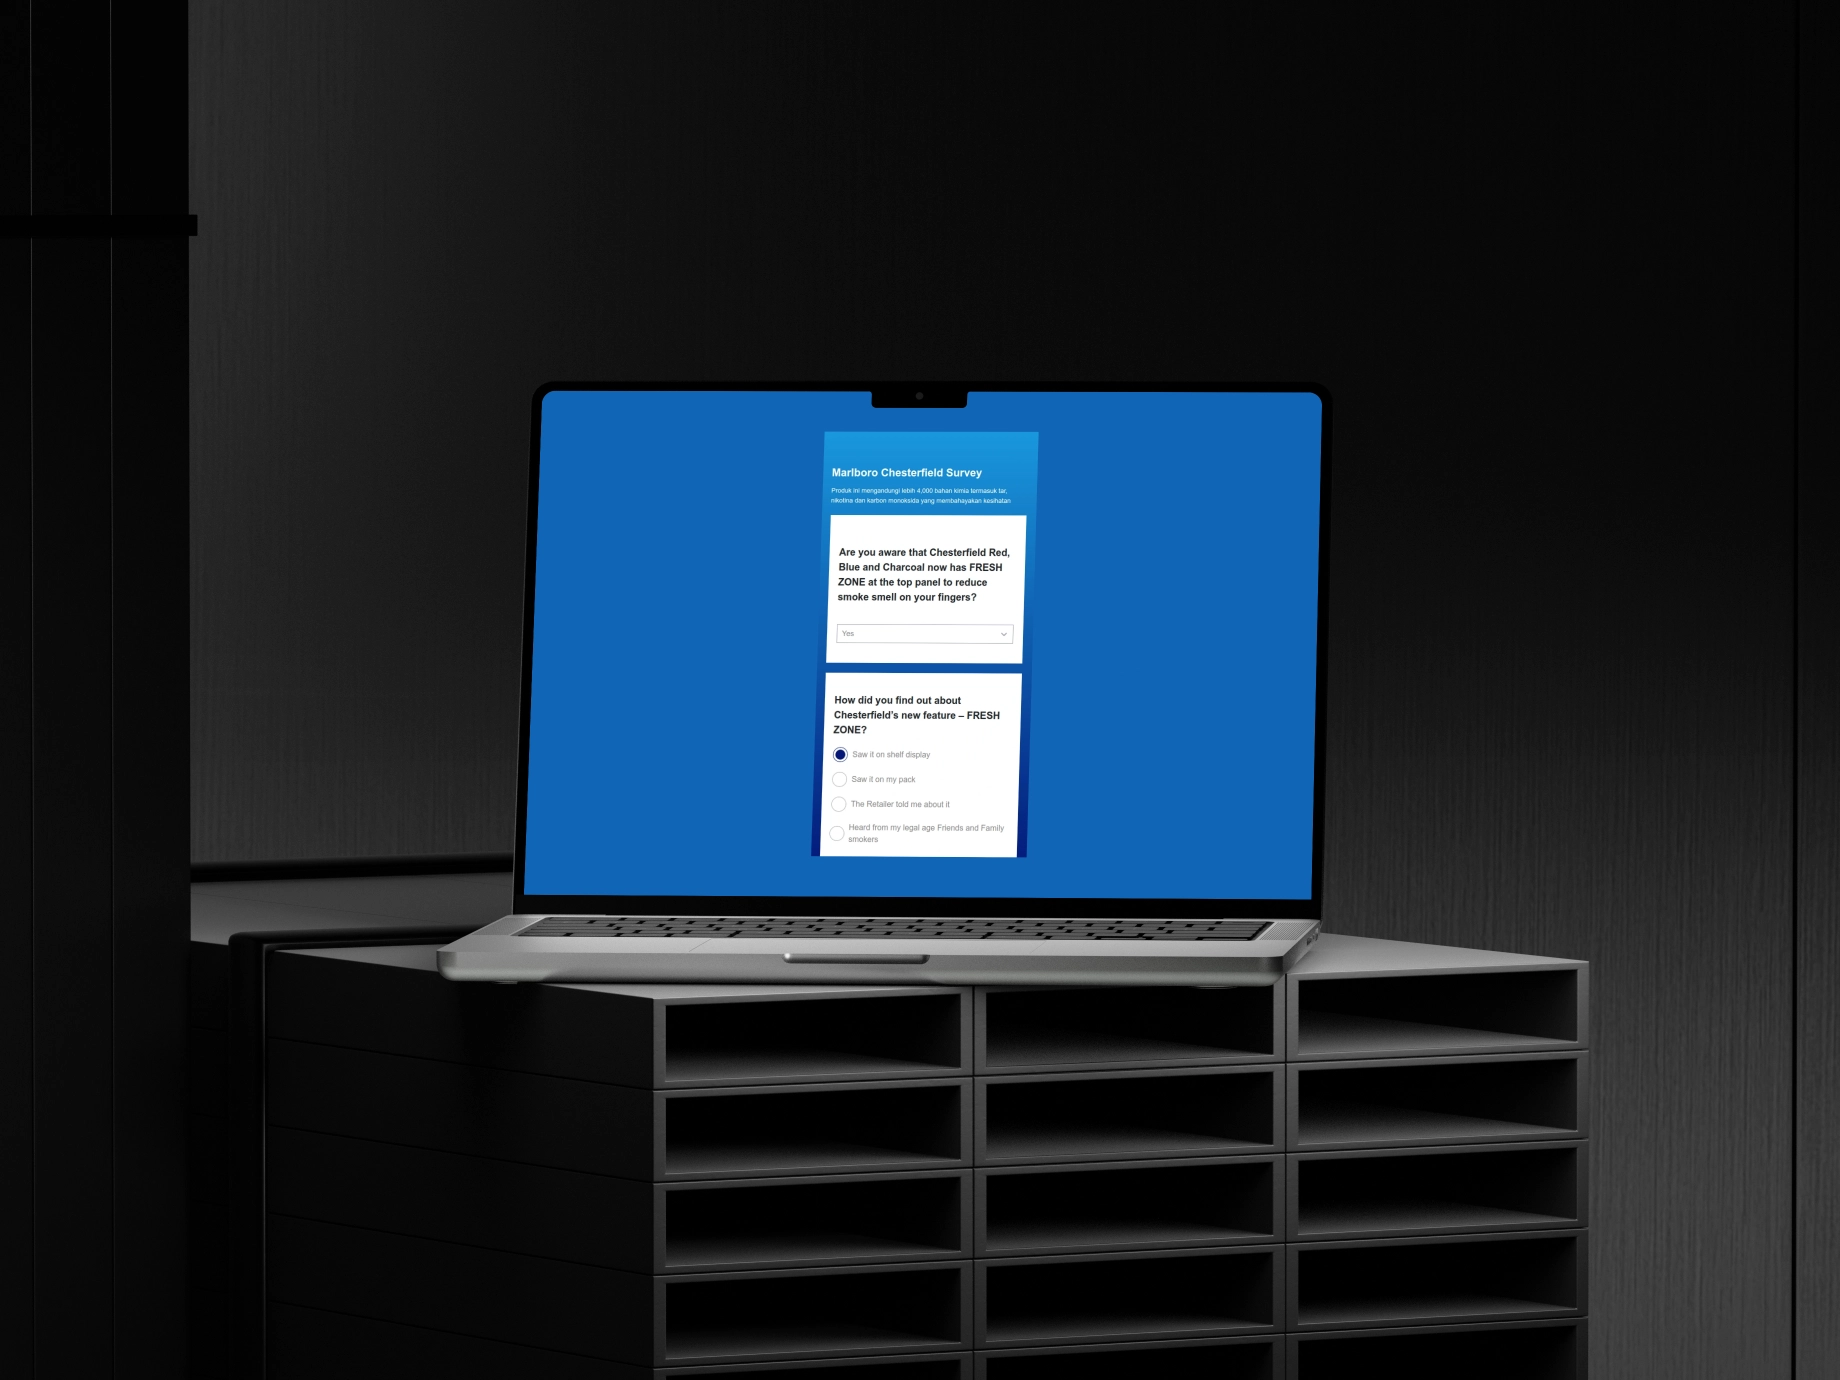 Marlboro Chesterfield Survey
Produk ini mengandungi lebih 4,000 bahan kimia termasuk tar,
nikotina dan karbon monoksida yang membahayakan kesihatan
Are you aware that Chesterfield Red,
Blue and Charcoal now has FRESH
ZONE at the top panel to reduce
smoke smell on your fingers?
Yes
How did you find out about
Chesterfield's new feature – FRESH
ZONE?
Saw it on shelf display
Saw it on my pack
The Retailer told me about it
Heard from my legal age Friends and Family
smokers